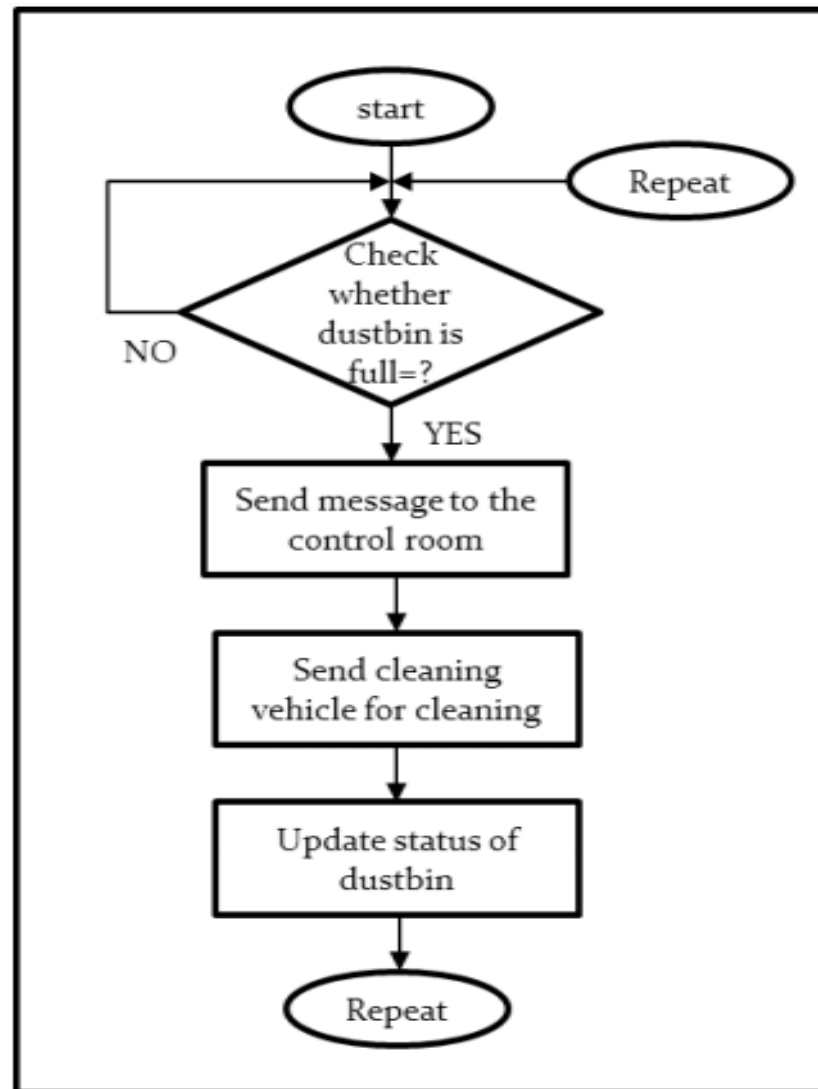 start
Repeat
Check
whether
dustbin is
full=?
NO
YES
Send message to the
control room
Send cleaning
vehicle for cleaning
Update status of
dustbin
Repeat